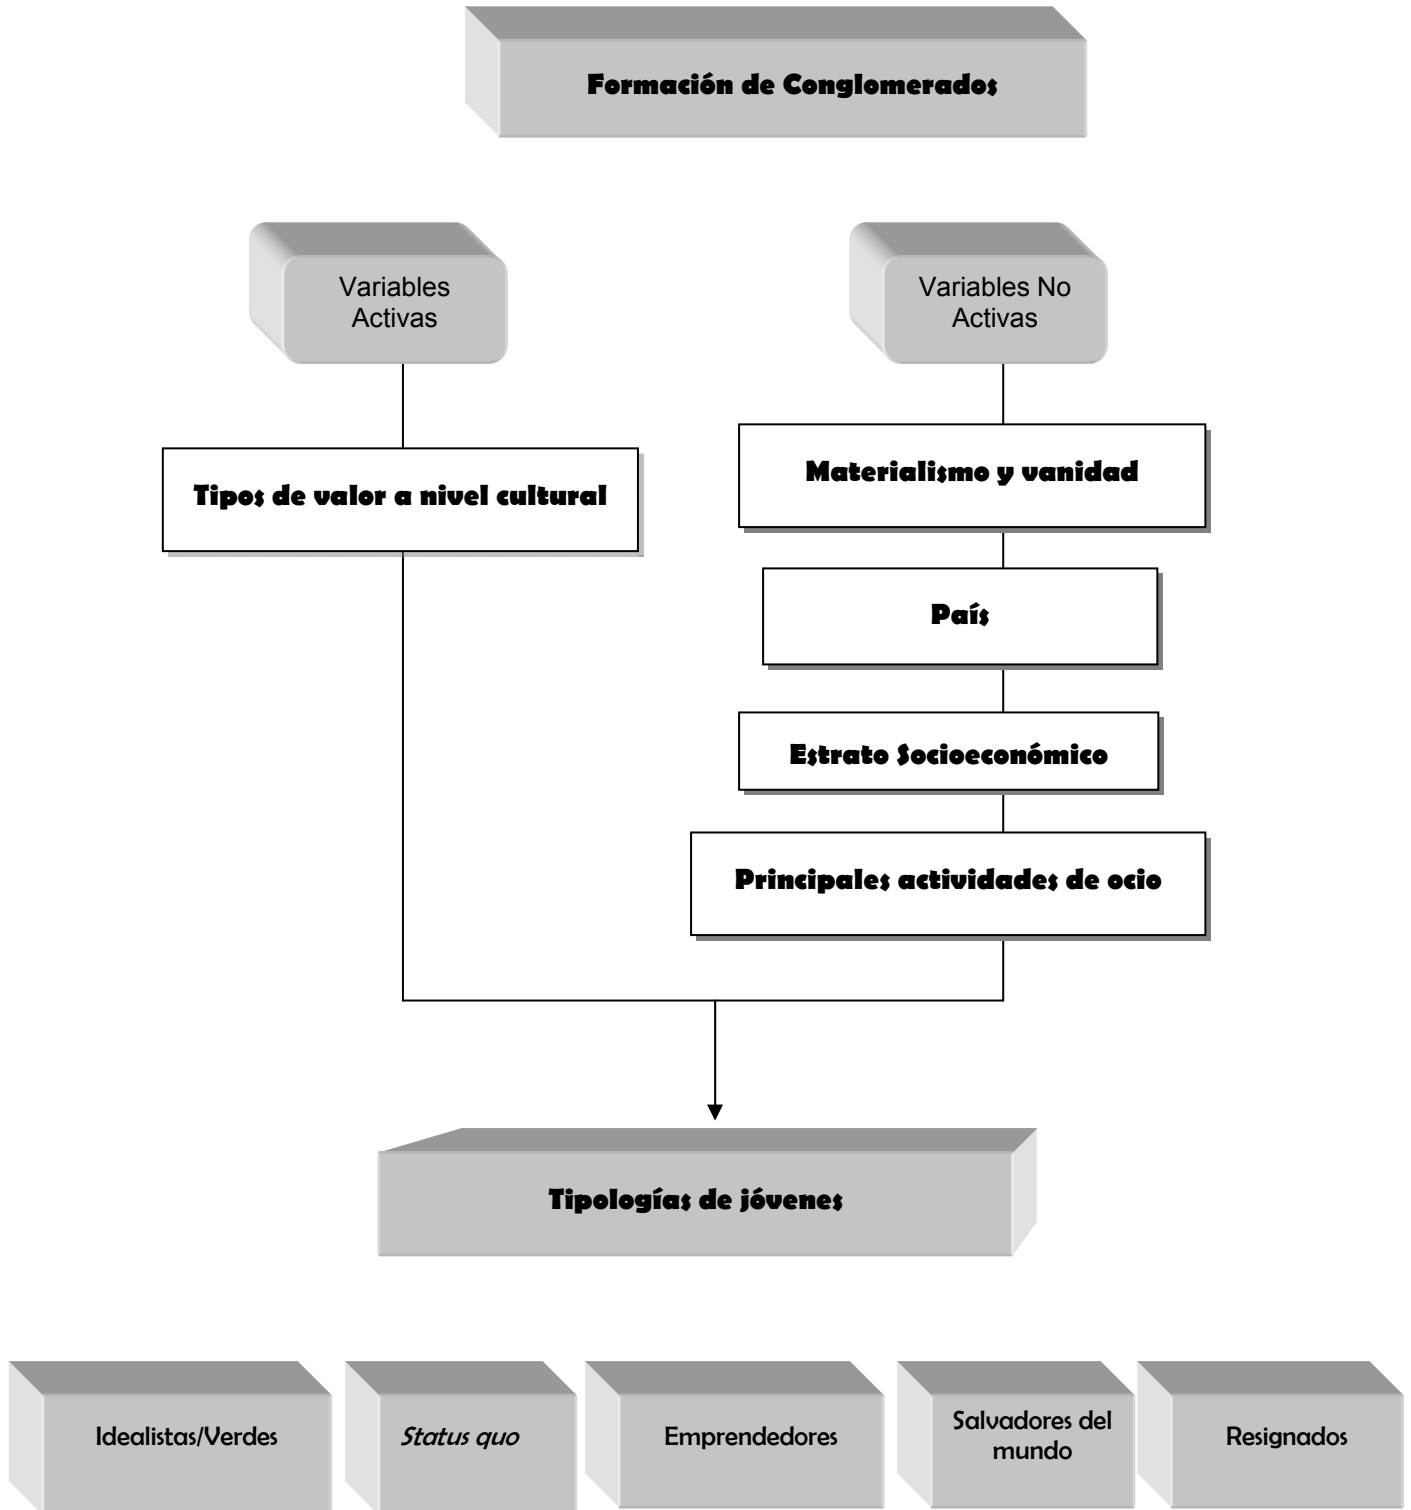 Formación de Conglomerados
Variables
Activas
Variables No
Activas
Tipos de valor a nivel cultural
Materialismo y vanidad
País
Estrato Socioeconómico
Principales actividades de ocio
Tipologías de jóvenes
Idealistas/Verdes
Status quo
Emprendedores
Salvadores del
mundo
Resignados